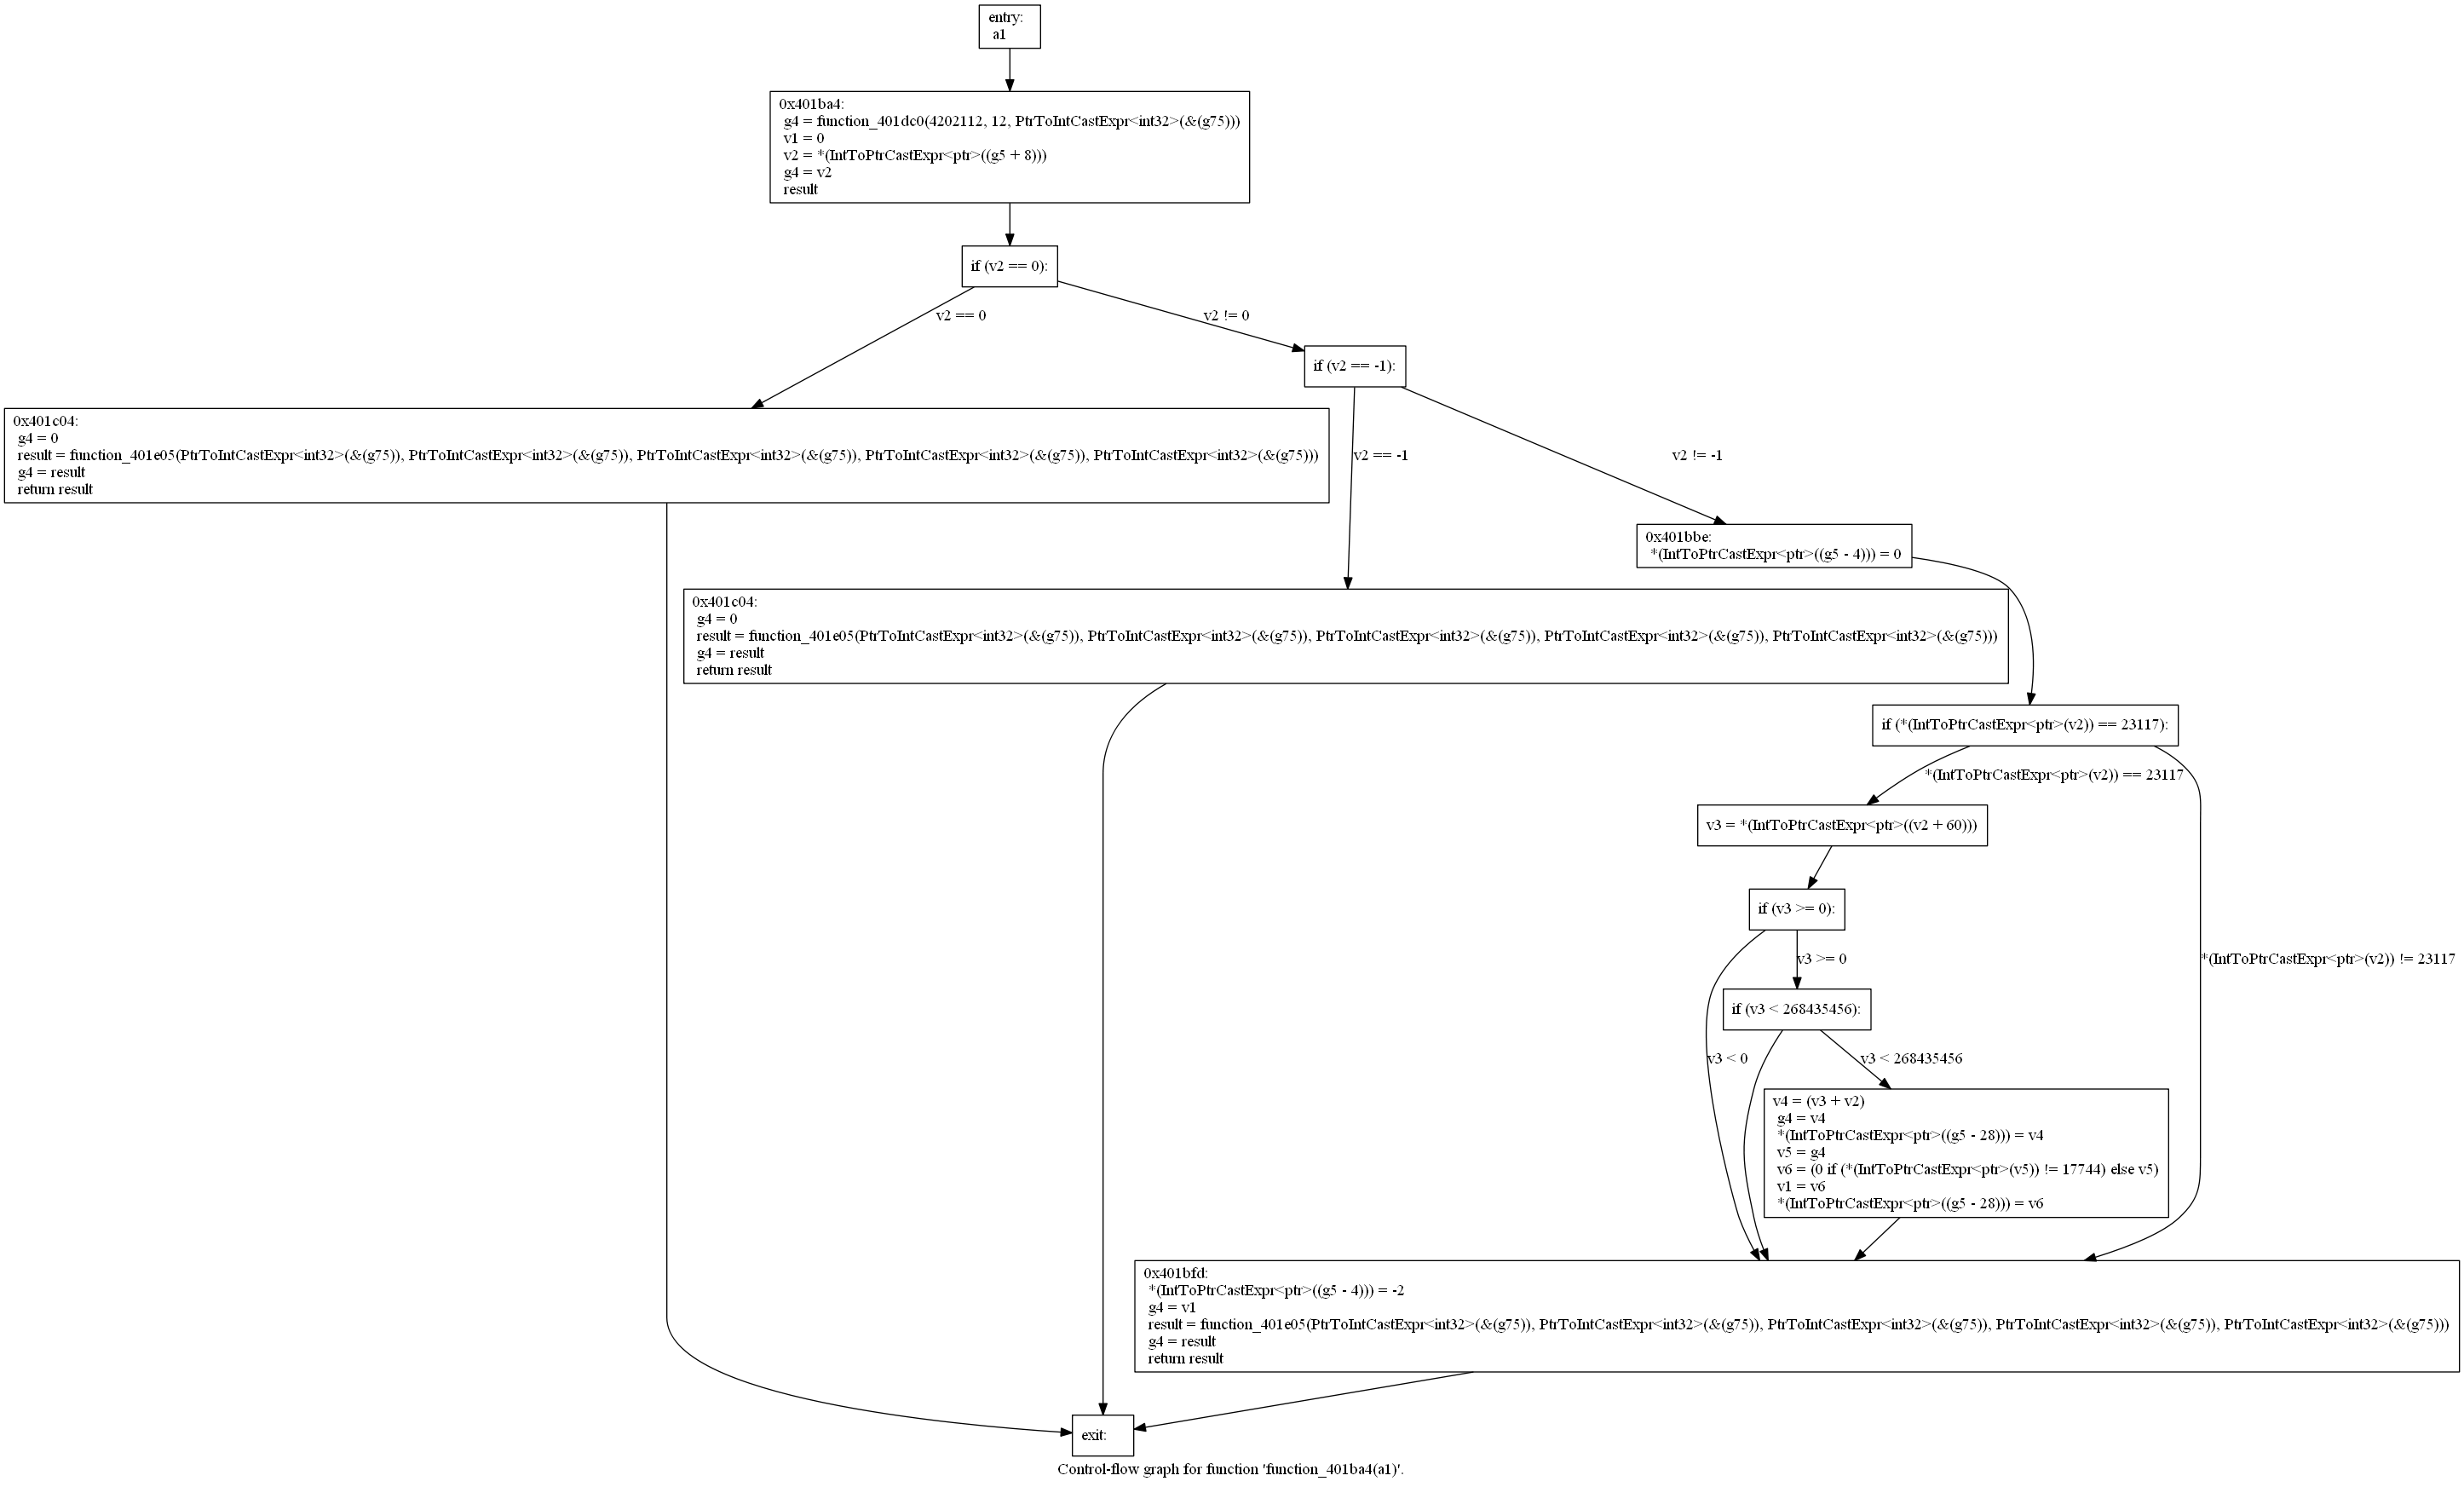 entry:
a1
0x401ba4:
g4 = function_401dc0(4202112, 12, PtrToIntCastExpr<int32>(&(g75)))
v1 = 0
v2 = *(IntToPtrCastExpr<ptr>((g5 + 8)))
g4 = v2
result
if (v2 == 0):
v2 == 0
v2 != 0
if (v2 == -1):
0x401c04:
g4 = 0
result = function_401e05(PtrToIntCastExpr<int32>(&(g75)), PtrToIntCastExpr<int32>(&(g75)), PtrToIntCastExpr<int32>(&(g75)), PtrToIntCastExpr<int32>(&(g75)), PtrToIntCastExpr<int32>(&(g75)))
g4 = result
return result
v2 == -1
v2 != -1
0x401bbe:
*(IntToPtrCastExpr<ptr>((g5 - 4))) = 0
0x401c04:
g4 = 0
result = function_401e05(PtrToIntCastExpr<int32>(&(g75)), PtrToIntCastExpr<int32>(&(g75)), PtrToIntCastExpr<int32>(&(g75)), PtrToIntCastExpr<int32>(&(g75)), PtrToIntCastExpr<int32>(&(g75)))
g4 = result
return result
if (*(IntToPtrCastExpr<ptr>(v2)) == 23117):
*(IntToPtrCastExpr<ptr>(v2)) == 23117
v3 = *(IntToPtrCastExpr<ptr>((v2 + 60)))
if (v3 >= 0):
v3 >= 0
*(IntToPtrCastExpr<ptr>(v2)) != 23117
if (v3 < 268435456):
v3 < 0
v3 < 268435456
v4 = (v3 + v2)
g4 = v4
*(IntToPtrCastExpr<ptr>((g5 - 28))) = v4
v5 = g4
v6 = (0 if (*(IntToPtrCastExpr<ptr>(v5)) != 17744) else v5)
v1 = v6
*(IntToPtrCastExpr<ptr>((g5 - 28))) = v6
0x401bfd:
*(IntToPtrCastExpr<ptr>((g5 - 4))) = -2
g4 = v1
result = function_401e05(PtrToIntCastExpr<int32>(&(g75)), PtrToIntCastExpr<int32>(&(g75)), PtrToIntCastExpr<int32>(&(g75)), PtrToIntCastExpr<int32>(&(g75)), PtrToIntCastExpr<int32>(&(g75)))
g4 = result
return result
exit:
Control-flow graph for function 'function_401ba4(a1)'.